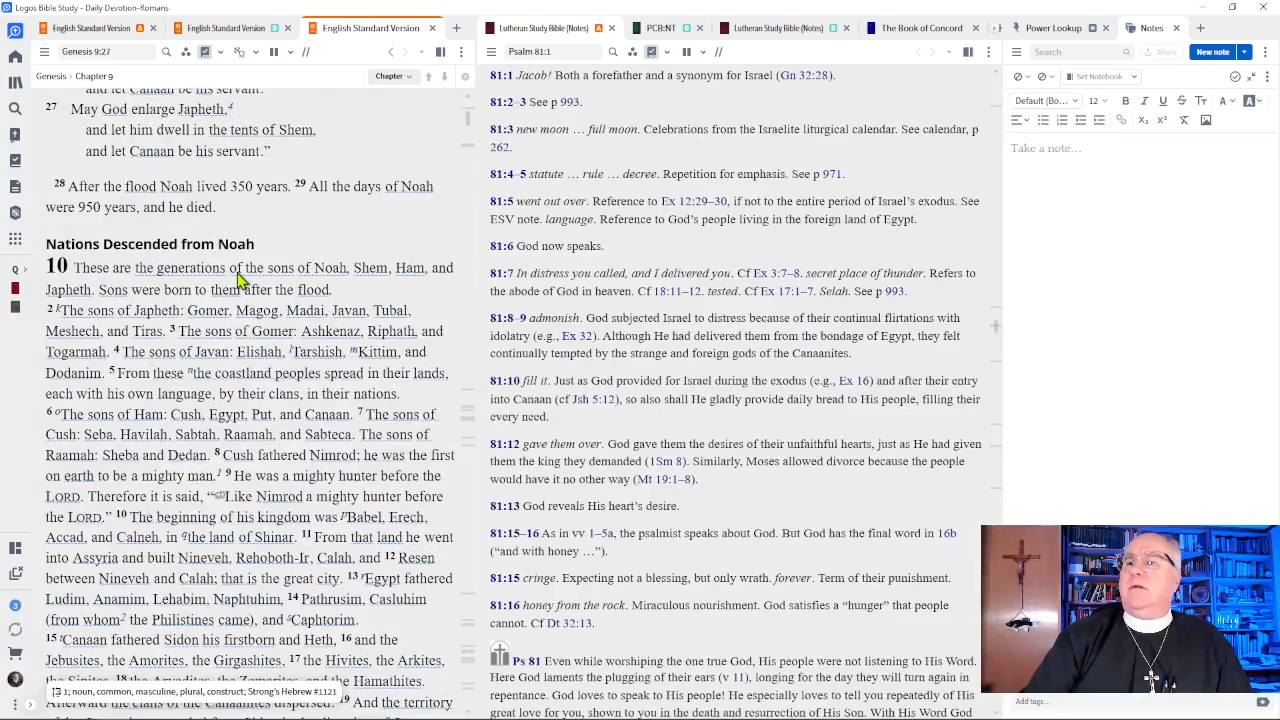 Logos Bible Study - Daily Devotion-Romans
English Standard Version
English Standard Version
English Standard Version
Genesis 9:27
Genesis › Chapter 9
Chapter
and let Canaan be his servant.
27 May God enlarge Japheth,4
and let him dwell in the tents of Shem,
and let Canaan be his servant.”
28 After the flood Noah lived 350 years. 29 All the days of Noah
were 950 years, and he died.
Nations Descended from Noah
10 These are the generations of the sons of Noah, Shem, Ham, and
Japheth. Sons were born to them after the flood.
2 The sons of Japheth: Gomer, Magog, Madai, Javan, Tubal,
Meshech, and Tiras. 3 The sons of Gomer: Ashkenaz, Riphath, and
Togarmah. 4 The sons of Javan: Elishah, lTarshish, mKittim, and
Dodanim. 5 From these nthe coastland peoples spread in their lands,
each with his own language, by their clans, in their nations.
6 oThe sons of Ham: Cush, Egypt, Put, and Canaan. 7 The sons of
Cush: Seba, Havilah, Sabtah, Raamah, and Sabteca. The sons of
Raamah: Sheba and Dedan. 8 Cush fathered Nimrod; he was the first
on earth to be a mighty man.1 9 He was a mighty hunter before the
LORD. Therefore it is said, “Like Nimrod a mighty hunter before
the LORD.” 10 The beginning of his kingdom was pBabel, Erech,
Accad, and Calneh, in qthe land of Shinar. 11 From that land he went
into Assyria and built Nineveh, Rehoboth-Ir, Calah, and 12 Resen
between Nineveh and Calah; that is the great city. 13 rEgypt fathered
Ludim, Anamim, Lehabim, Naphtuhim, 14 Pathrusim, Casluhim
(from whom2 the Philistines came), and sCaphtorim.
15 tCanaan fathered Sidon his firstborn and Heth, 16 and the
Jebusites, the Amorites, the Girgashites, 17 the Hivites, the Arkites,
Hamathites.
1; noun, common, masculine, plural, construct; Strong's Hebrew #1121
And the territory
3
Lutheran Study Bible (Notes)
PCB:NT
Lutheran Study Bible (Notes)
The Book of Concord
Psalm 81:1
81:1 Jacob! Both a forefather and a synonym for Israel (Gn 32:28).
81:2–3 See p 993.
81:3 new moon … full moon. Celebrations from the Israelite liturgical calendar. See calendar, p
262.
81:4–5 statute … rule … decree. Repetition for emphasis. See p 971.
81:5 went out over. Reference to Ex 12:29–30, if not to the entire period of Israel’s exodus. See
ESV note. language. Reference to God’s people living in the foreign land of Egypt.
81:6 God now speaks.
81:7 In distress you called, and I delivered you. Cf Ex 3:7–8. secret place of thunder. Refers to
the abode of God in heaven. Cf 18:11–12. tested. Cf Ex 17:1–7. Selah. See p 993.
81:8–9 admonish. God subjected Israel to distress because of their continual flirtations with
idolatry (e.g., Ex 32). Although He had delivered them from the bondage of Egypt, they felt
continually tempted by the strange and foreign gods of the Canaanites.
81:10 fill it. Just as God provided for Israel during the exodus (e.g., Ex 16) and after their entry
into Canaan (cf Jsh 5:12), so also shall He gladly provide daily bread to His people, filling their
every need.
81:12 gave them over. God gave them the desires of their unfaithful hearts, just as He had given
them the king they demanded (1Sm 8). Similarly, Moses allowed divorce because the people
would have it no other way (Mt 19:1–8).
81:13 God reveals His heart’s desire.
81:15–16 As in vv 1–5a, the psalmist speaks about God. But God has the final word in 16b
(“and with honey …”).
81:15 cringe. Expecting not a blessing, but only wrath. forever. Term of their punishment.
81:16 honey from the rock. Miraculous nourishment. God satisfies a “hunger” that people
cannot. Cf Dt 32:13.
Ps 81 Even while worshiping the one true God, His people were not listening to His Word.
Here God laments the plugging of their ears (v 11), longing for the day they will turn again in
repentance. God loves to speak to His people! He especially loves to tell you repeatedly of His
great love for you, shown to you in the death and resurrection of His Son. With His Word God
Power Lookup
Notes
Search
Share
New note
Set Notebook
Default (Bo...
12
Take a note…
Add tags…